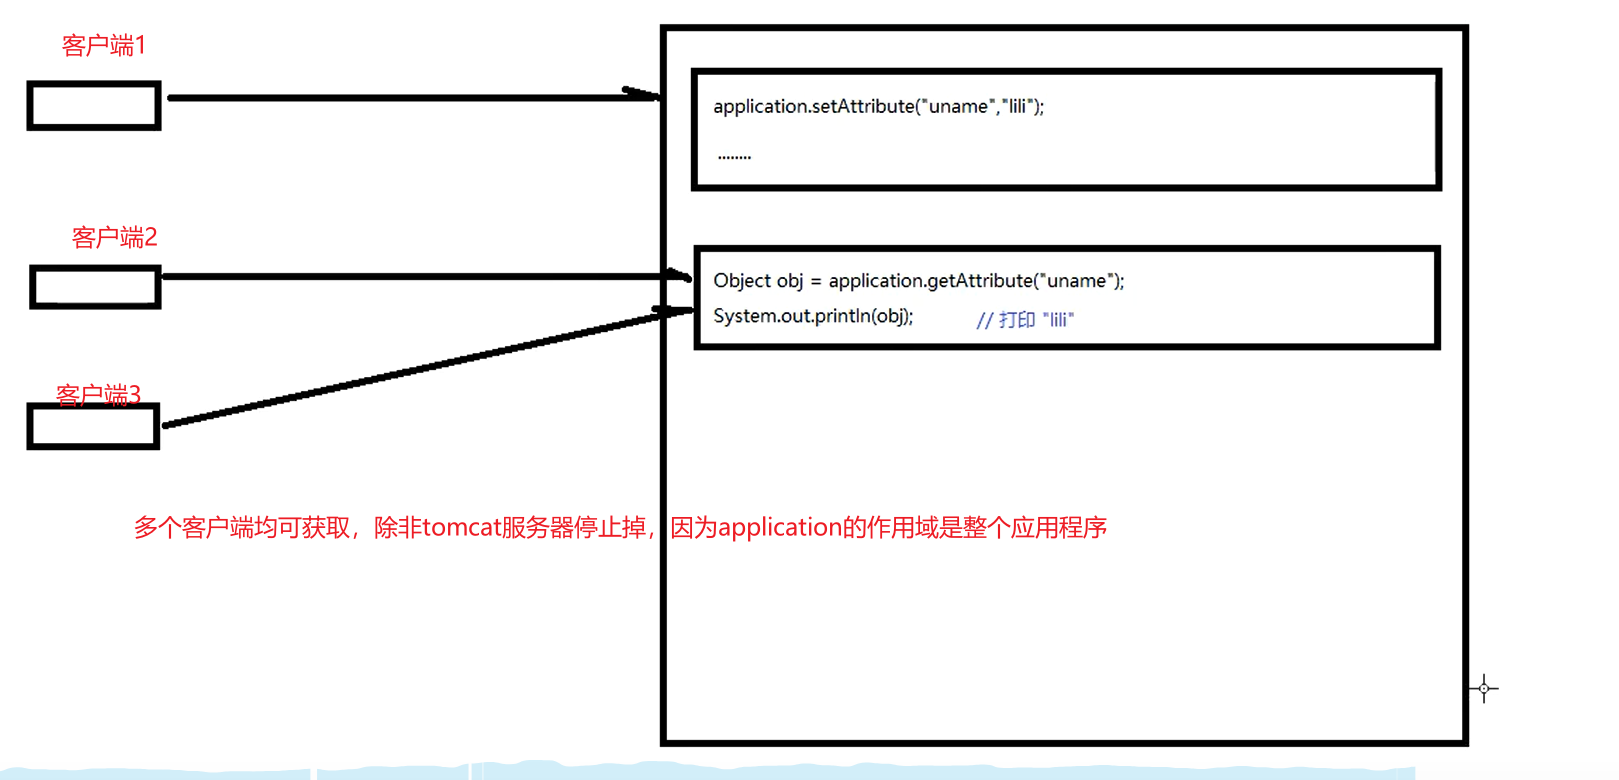 客户端1
application.setAttribute("uname","lili");
........
客户端2
Object obj = application.getAttribute("uname");
System.out.println(obj); // 打印 "lili"
客户端3
多个客户端均可获取，除非tomcat服务器停止掉，因为application的作用域是整个应用程序